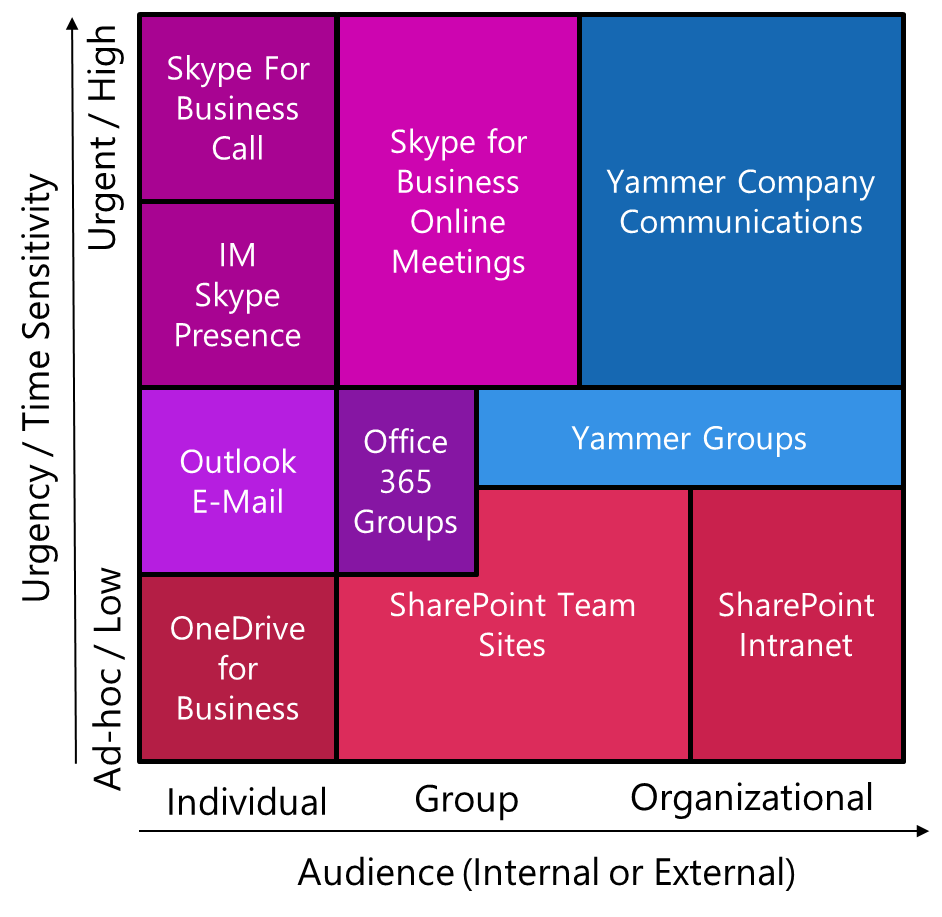 Urgency / Time Sensitivity
Urgent / High
Ad-hoc / Low
Skype For
Business
Call
IM
Skype
Presence
Outlook
E-Mail
OneDrive
for
Business
Skype for
Business
Online
Meetings
Yammer Company
Communications
Office
365
Groups
Yammer Groups
SharePoint Team
Sites
SharePoint
Intranet
Individual
Group
Organizational
Audience (Internal or External)